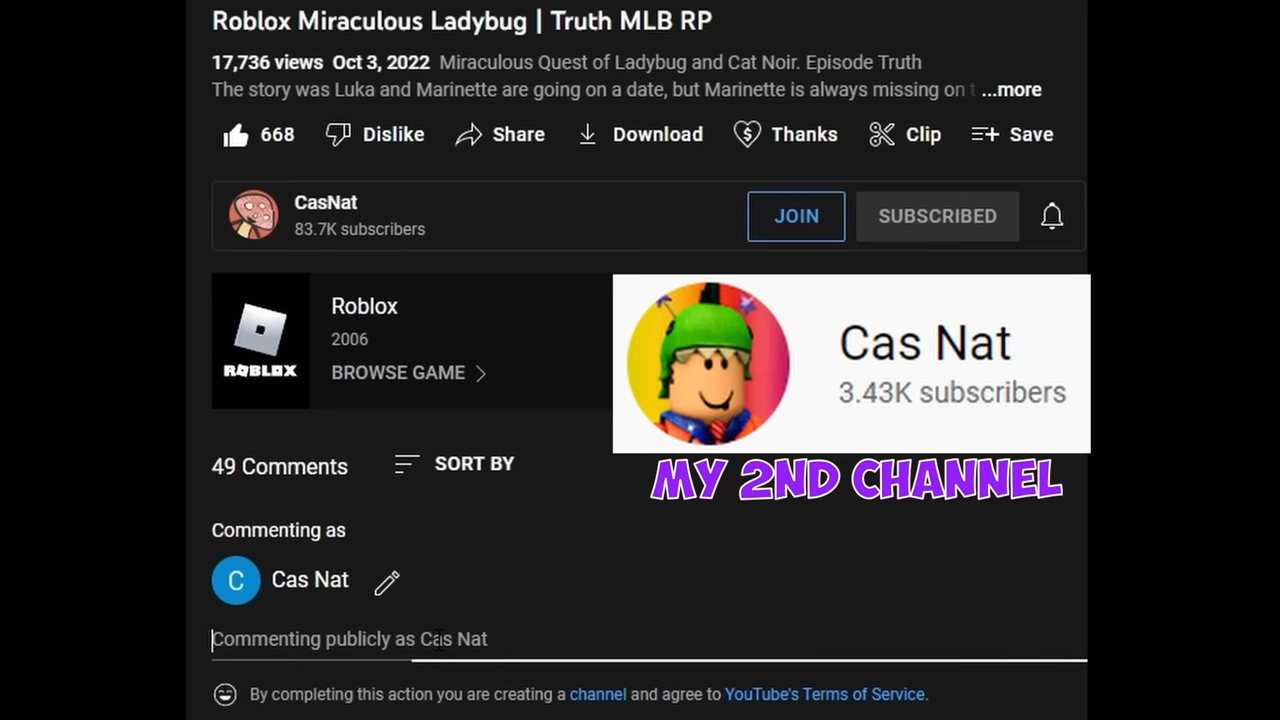 Roblox Miraculous Ladybug | Truth MLB RP
17,736 views Oct 3, 2022 Miraculous Quest of Ladybug and Cat Noir. Episode Truth
The story was Luka and Marinette are going on a date, but Marinette is always missing on t ...more
668 Dislike Share Download Thanks Clip Save
CasNat
83.7K subscribers
JOIN SUBSCRIBED
Roblox
2006
BROWSE GAME
ROBLOX
Cas Nat
3.43K subscribers
MY 2ND CHANNEL
49 Comments SORT BY
Commenting as
C Cas Nat
Commenting publicly as Cas Nat
By completing this action you are creating a channel and agree to YouTube's Terms of Service.